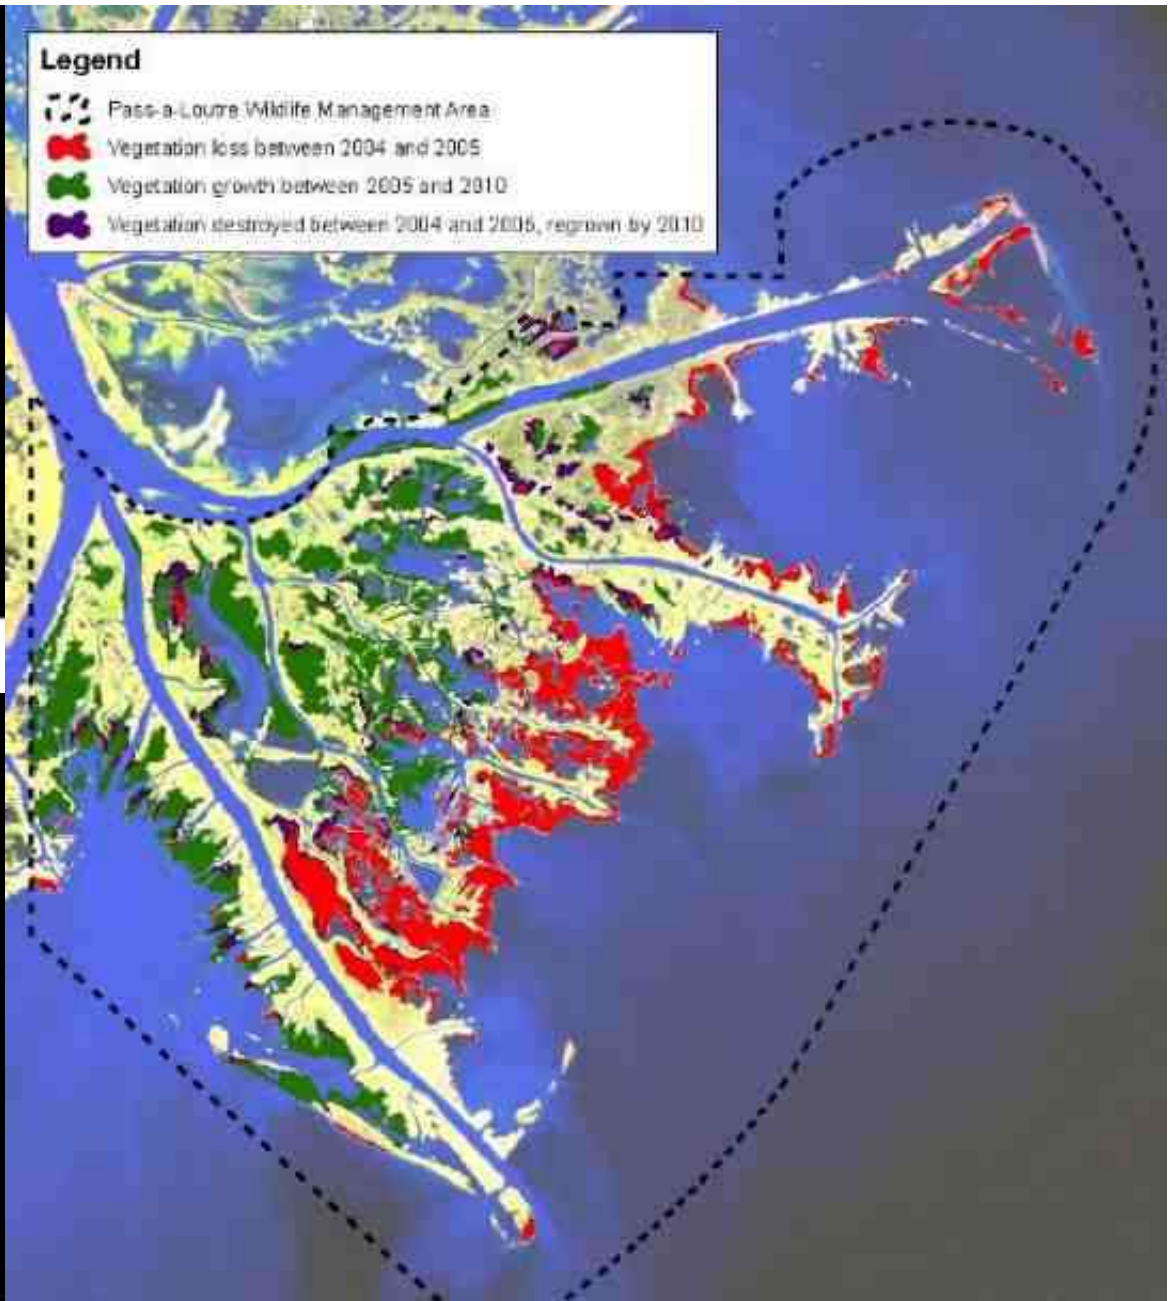 Legend
Pass-a-Loutre Wildlife Management Area
Vegetation loss between 2004 and 2005
Vegetation growth between 2005 and 2010
Vegetation destroyed between 2004 and 2005, regrown by 2010